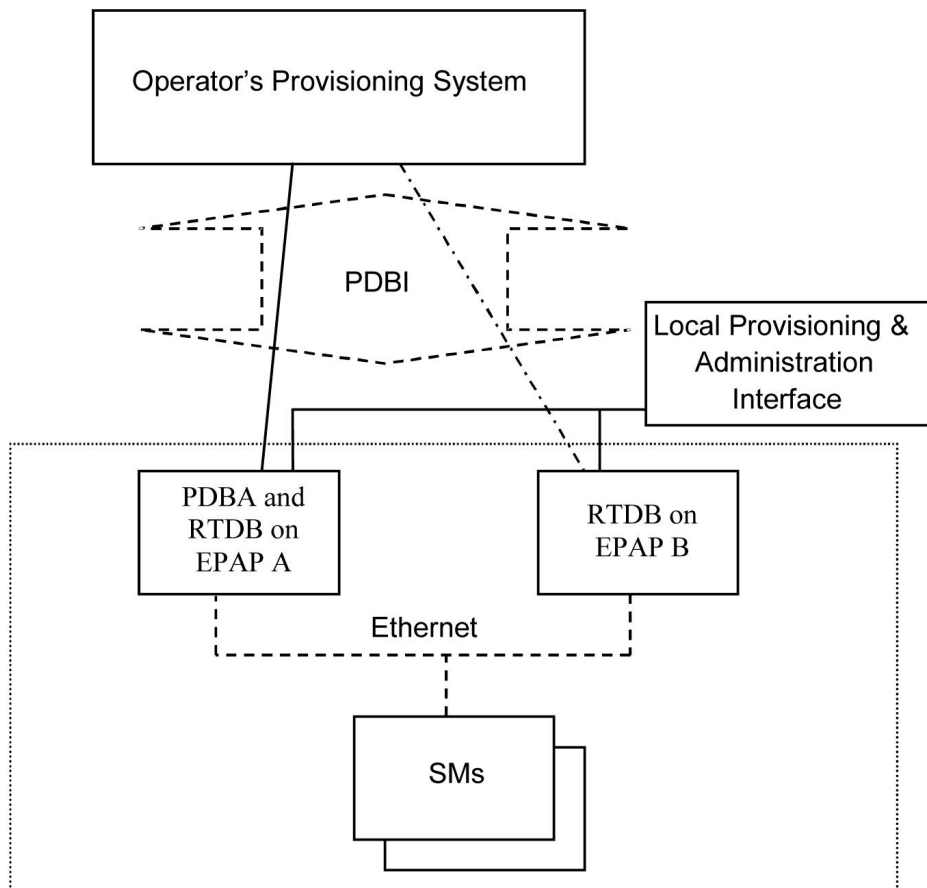 Operator’s Provisioning System
PDBI
Local Provisioning &
Administration
Interface
PDBA and
RTDB on
EPAP A
RTDB on
EPAP B
Ethernet
SMs